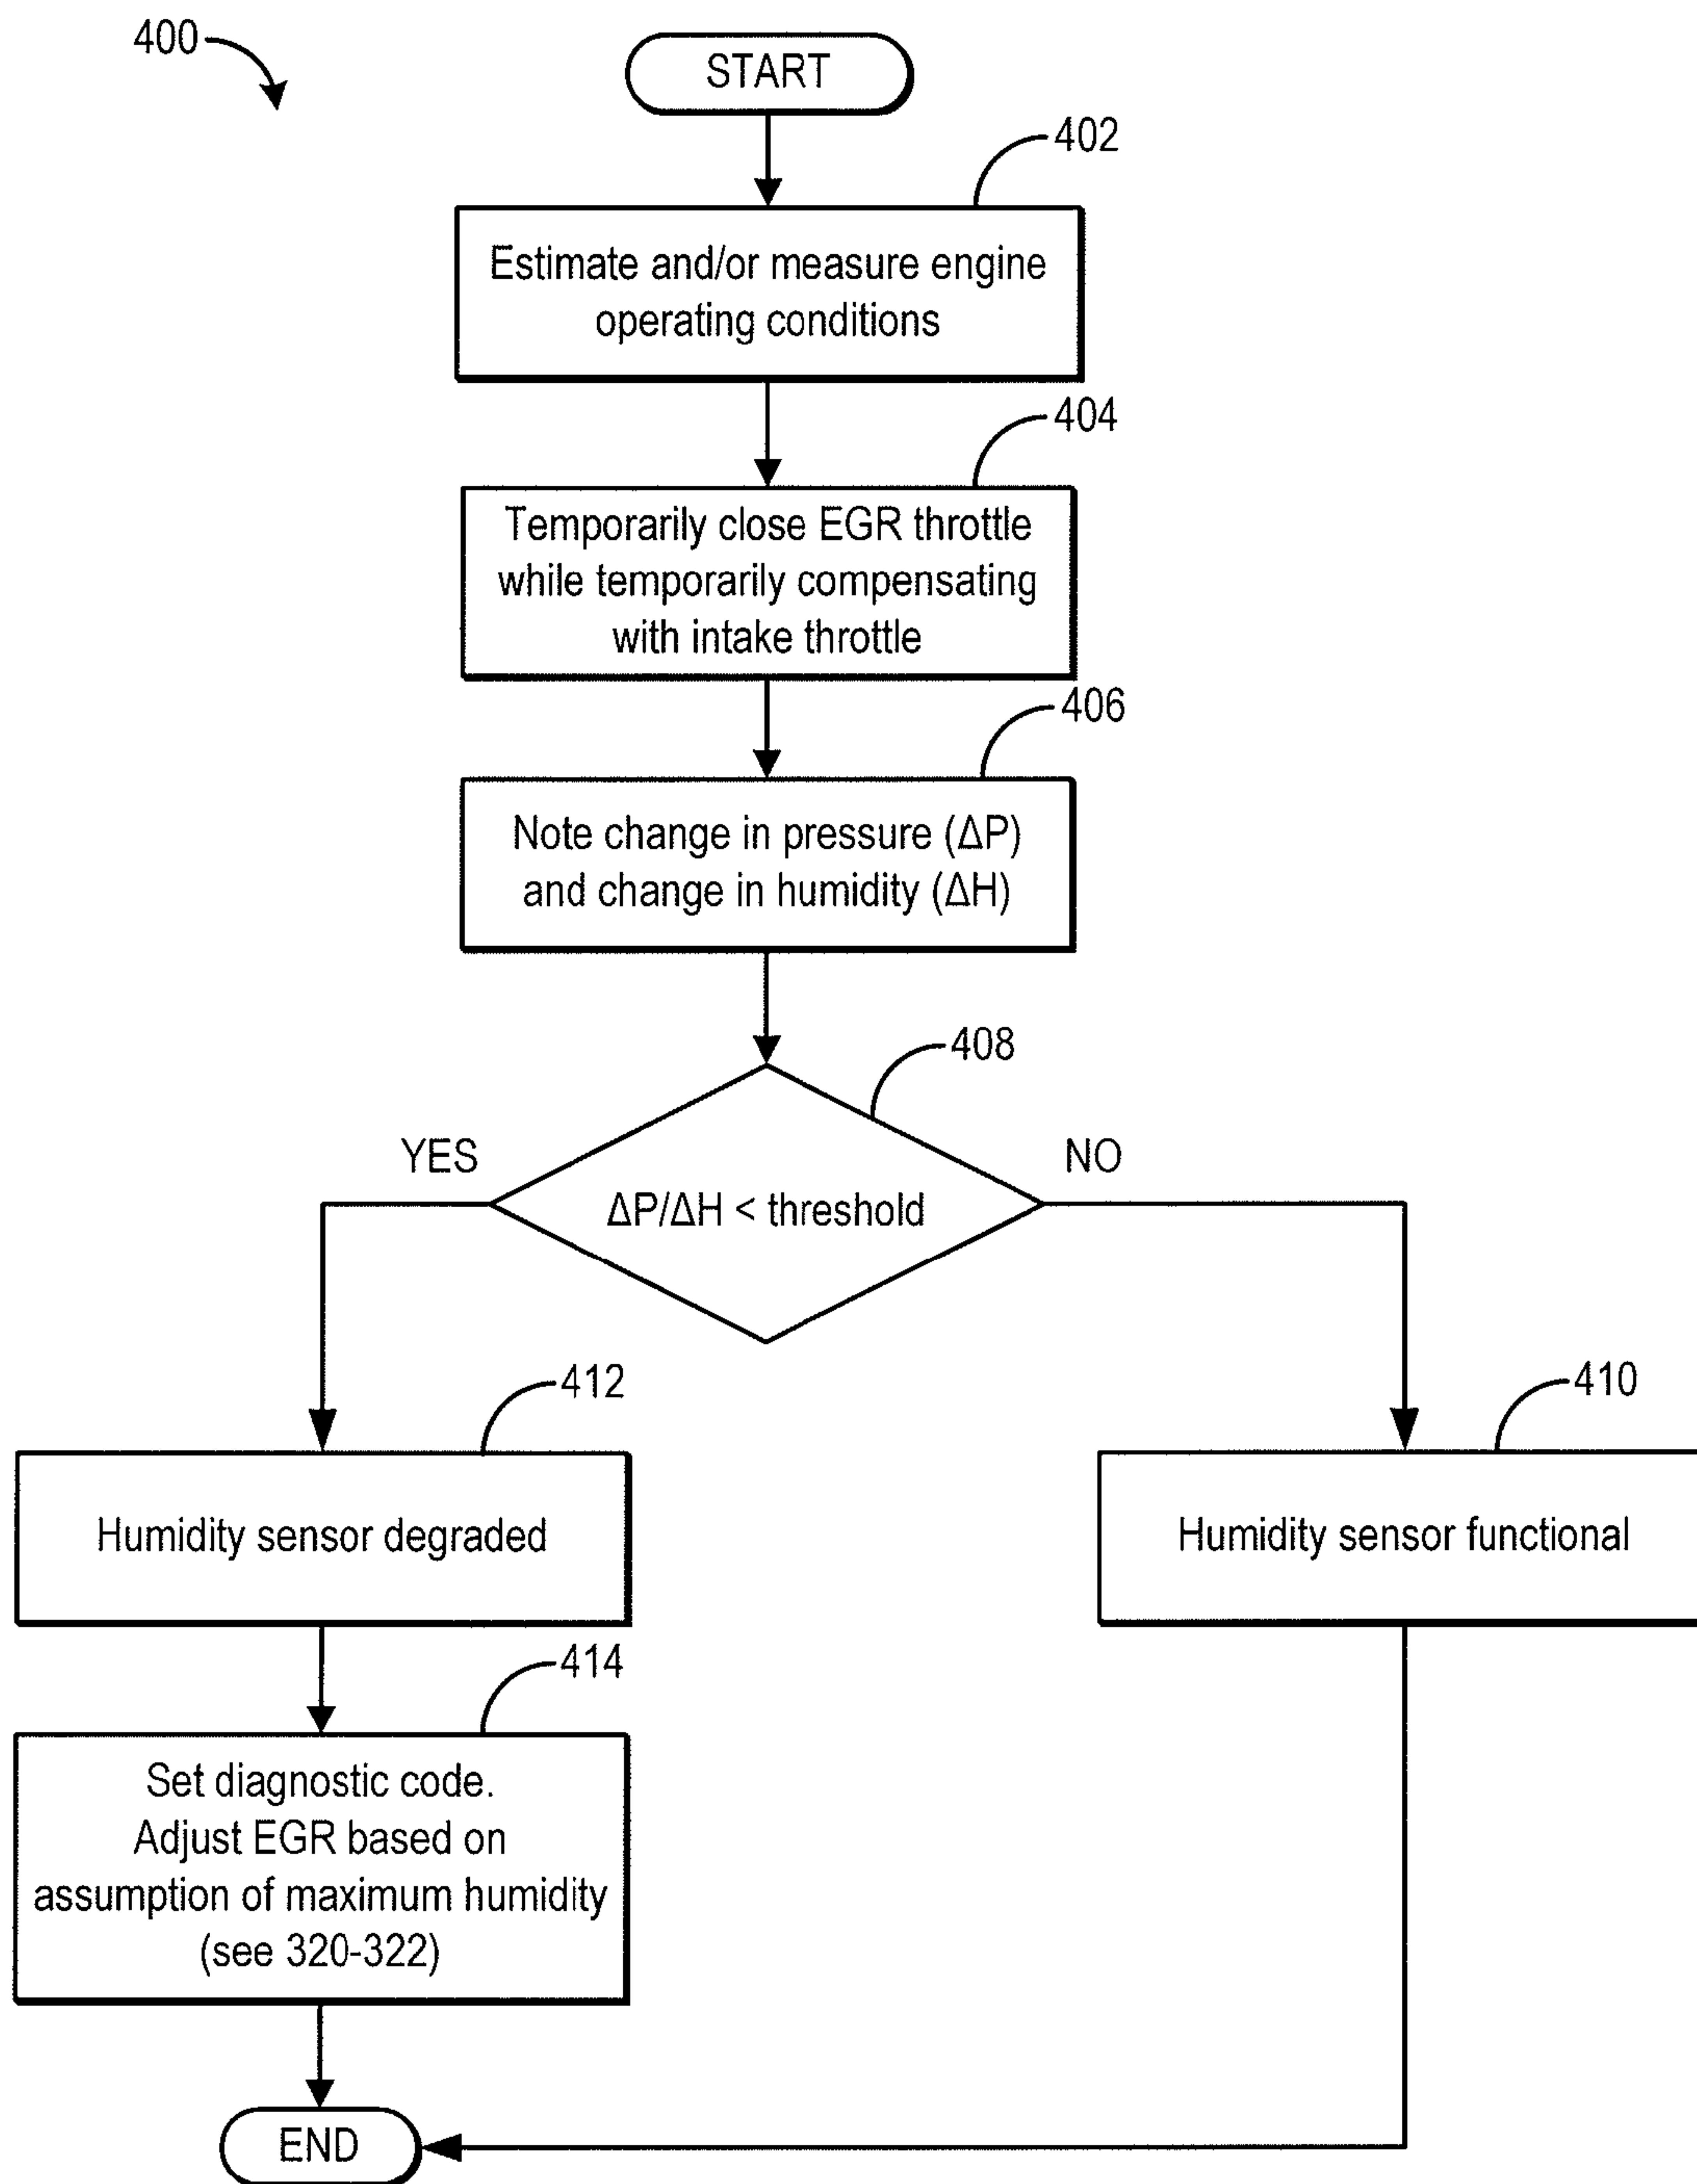 400
START
402
Estimate and/or measure engine
operating conditions
404
Temporarily close EGR throttle
while temporarily compensating
with intake throttle
406
Note change in pressure (ΔP)
and change in humidity (ΔH)
408
YES
NO
ΔP/ΔH < threshold
412
410
Humidity sensor degraded
Humidity sensor functional
414
Set diagnostic code.
Adjust EGR based on
assumption of maximum humidity
(see 320-322)
END